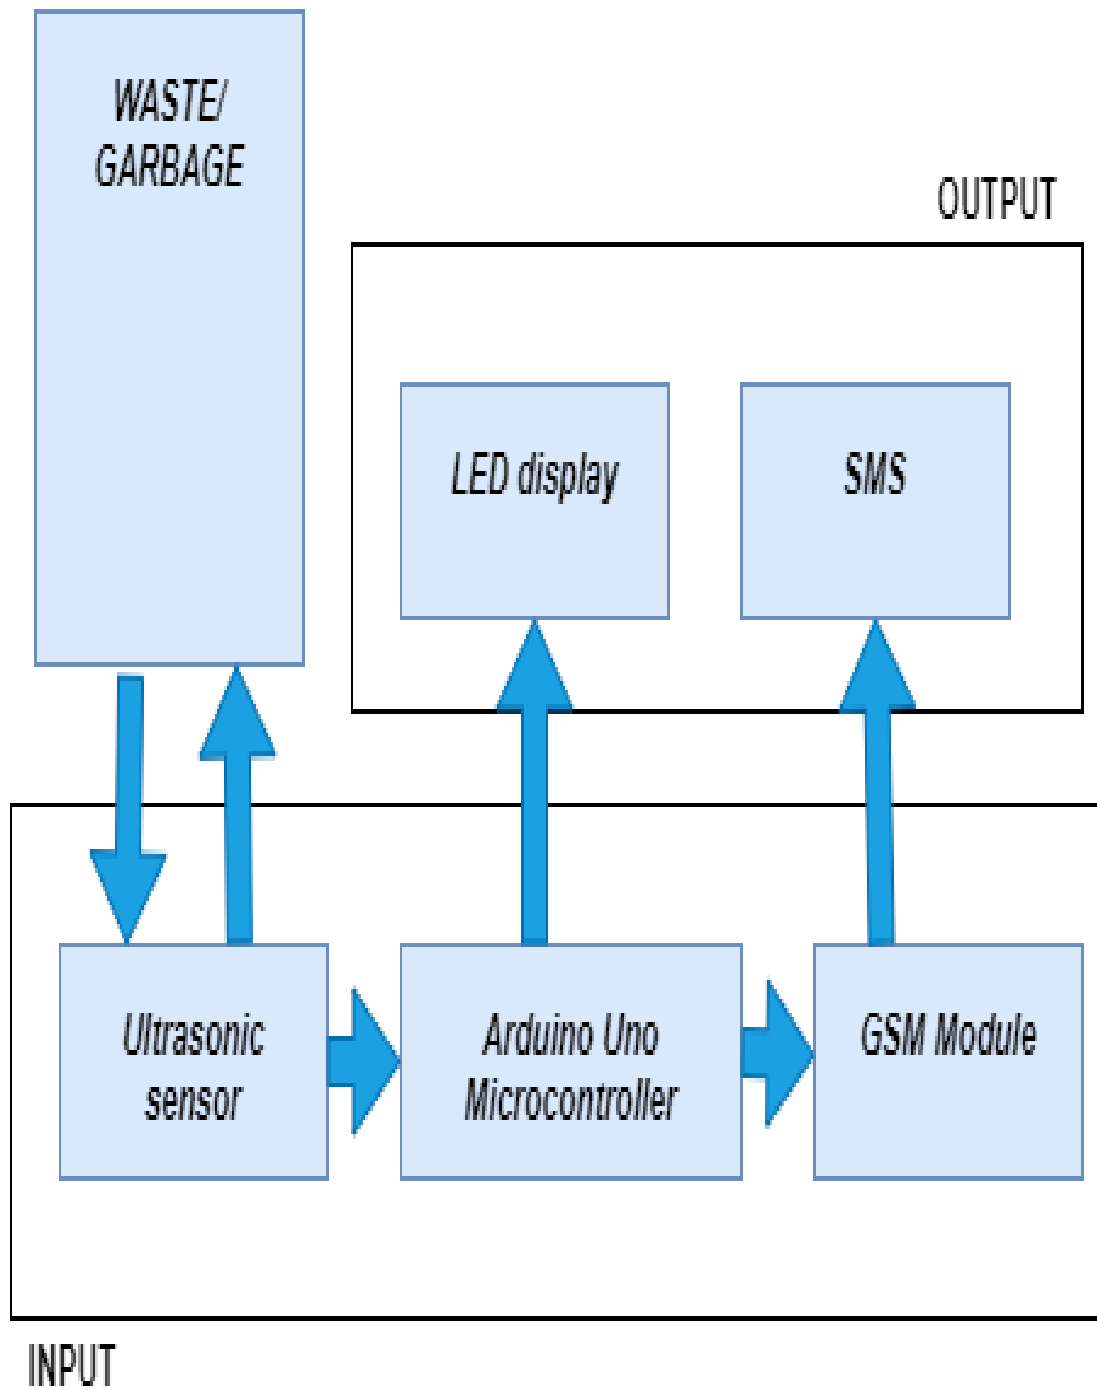 WASTE/
GARBAGE
OUTPUT
LED display
SMS
Ultrasonic
sensor
Arduino Uno
Microcontroller
GSM Module
INPUT